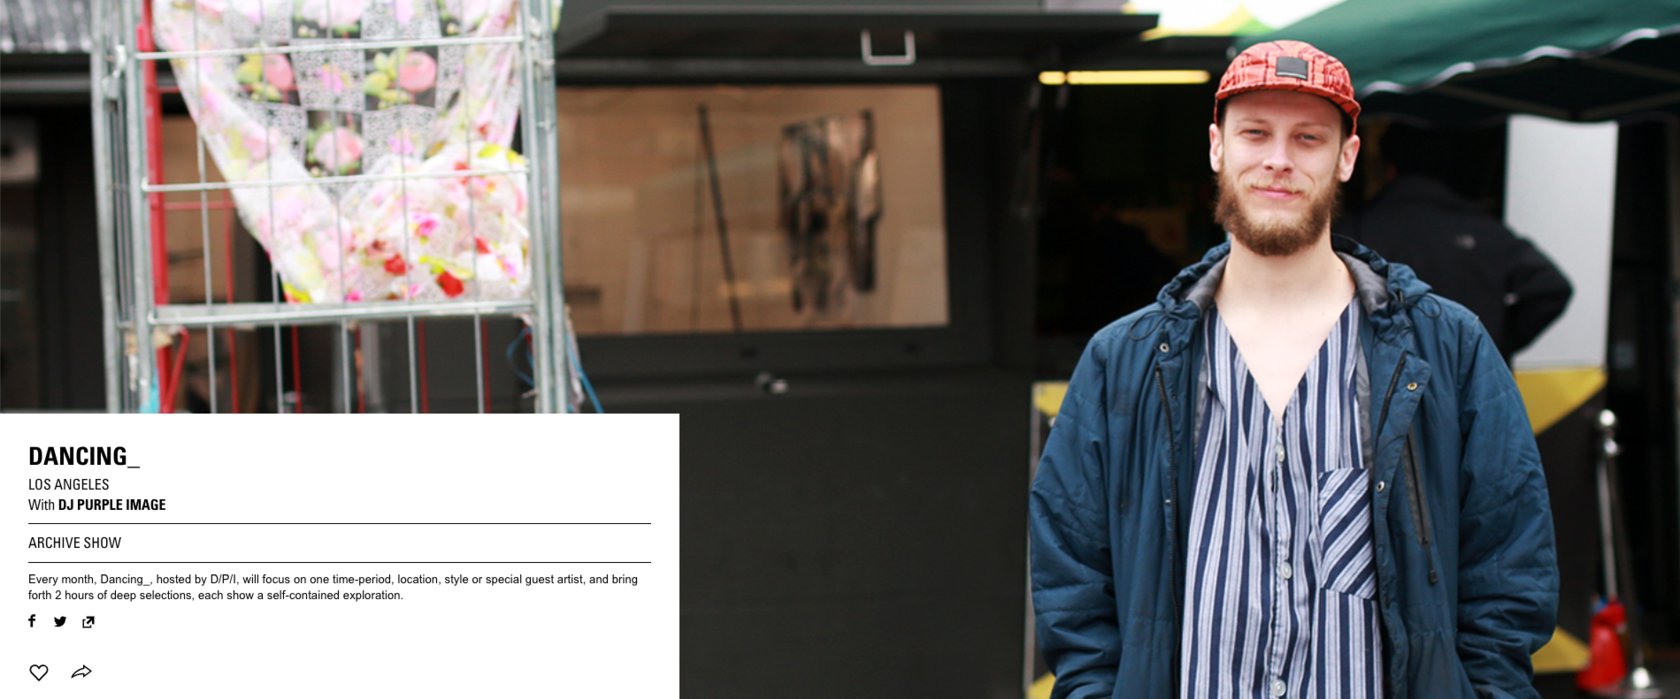 DANCING_
LOS ANGELES
With DJ PURPLE IMAGE
ARCHIVE SHOW
Every month, Dancing_, hosted by D/P/I, will focus on one time-period, location, style or special guest artist, and bring
forth 2 hours of deep selections, each show a self-contained exploration.